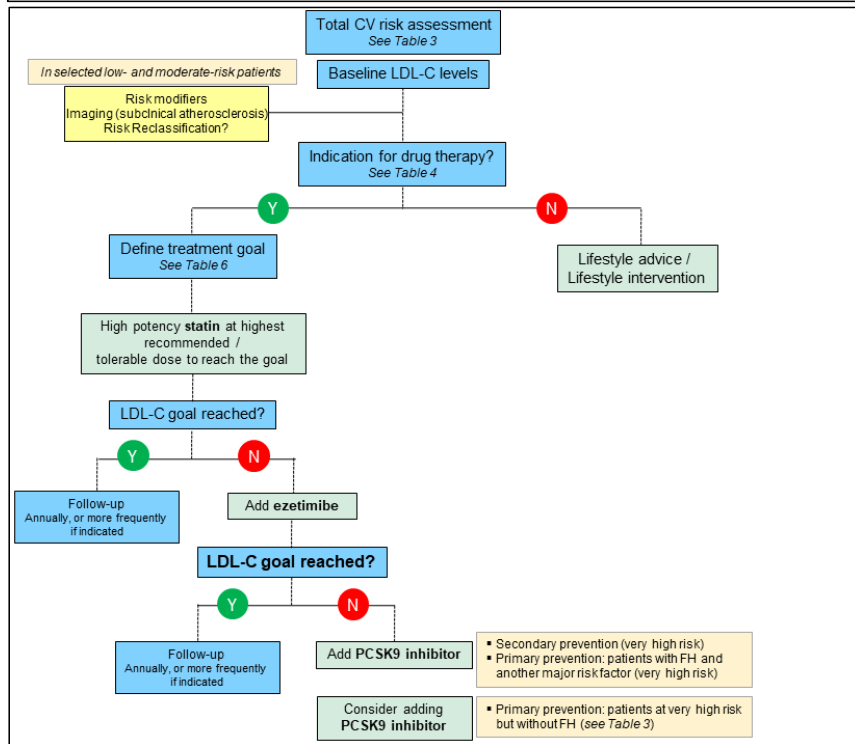 Total CV risk assessment
See Table 3
In selected low- and moderate-risk patients
Baseline LDL-C levels
Risk modifiers
Imaging (subclinical atherosclerosis)
Risk Reclassification?
Indication for drug therapy?
See Table 4
Y
N
Define treatment goal
See Table 6
Lifestyle advice /
Lifestyle intervention
High potency statin at highest
recommended /
tolerable dose to reach the goal
LDL-C goal reached?
Y
N
Follow-up
Annually, or more frequently
if indicated
Add ezetimibe
LDL-C goal reached?
Y
N
Follow-up
Annually, or more frequently
if indicated
Add PCSK9 inhibitor
▪ Secondary prevention (very high risk)
▪ Primary prevention: patients with FH and
another major risk factor (very high risk)
Consider adding
PCSK9 inhibitor
▪ Primary prevention: patients at very high risk
but without FH (see Table 3)